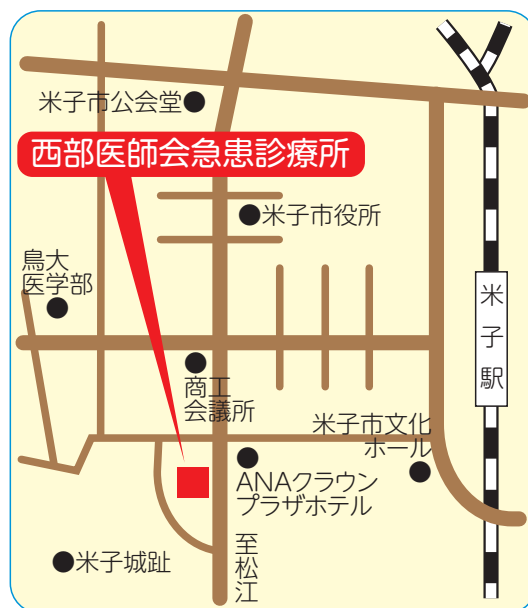 米子市公会堂
西部医師会急患診療所
米子市役所
鳥大
医学部
米子駅
商工
会議所
米子市文化
ホール
ANAクラウン
プラザホテル
至松江
米子城趾